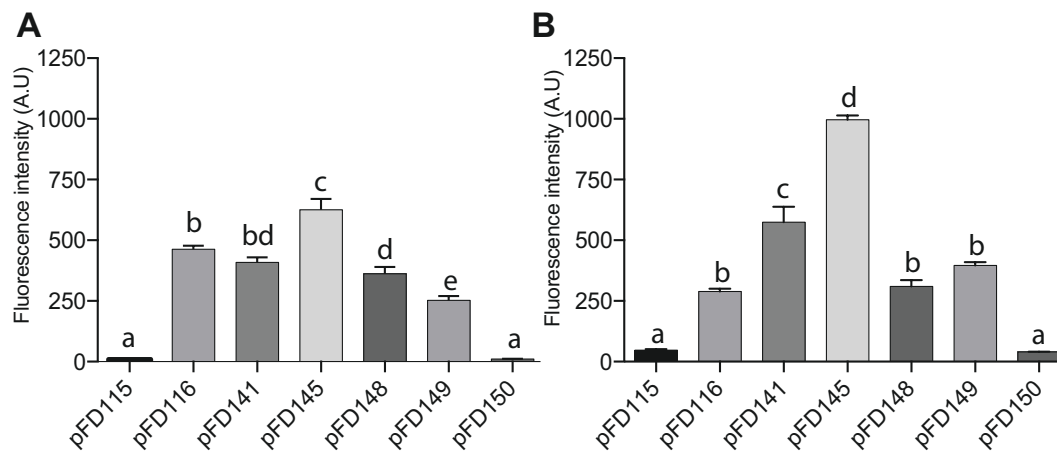 A
Fluorescence intensity (A.U)
1250
1000
750
500
250
0
a
b
bd
c
d
e
a
pFD115
pFD116
pFD141
pFD145
pFD148
pFD149
pFD150
B
Fluorescence intensity (A.U)
1250
1000
750
500
250
0
a
b
c
d
b
b
a
pFD115
pFD116
pFD141
pFD145
pFD148
pFD149
pFD150